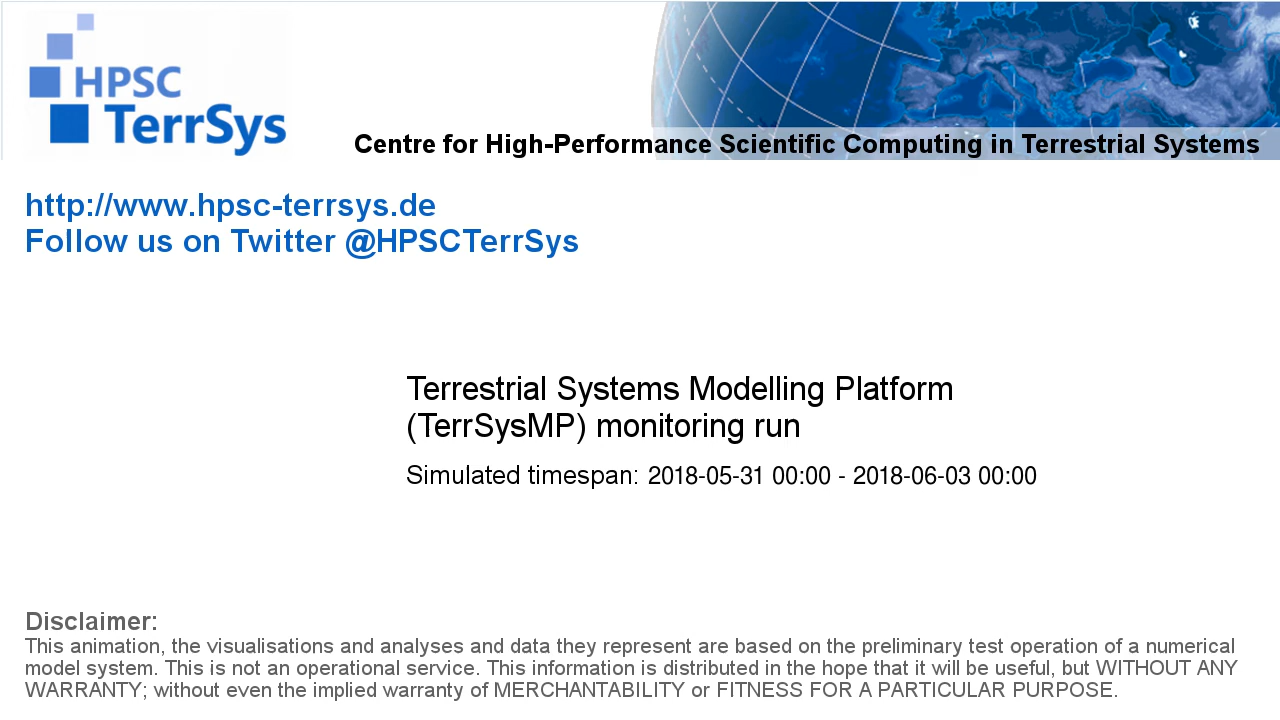 HPSC
TerrSys
Centre for High-Performance Scientific Computing in Terrestrial Systems
http://www.hpsc-terrsys.de
Follow us on Twitter @HPSCTerrSys
Terrestrial Systems Modelling Platform
(TerrSysMP) monitoring run
Simulated timespan: 2018-05-31 00:00 - 2018-06-03 00:00
Disclaimer:
This animation, the visualisations and analyses and data they represent are based on the preliminary test operation of a numerical
model system. This is not an operational service. This information is distributed in the hope that it will be useful, but WITHOUT ANY
WARRANTY; without even the implied warranty of MERCHANTABILITY or FITNESS FOR A PARTICULAR PURPOSE.